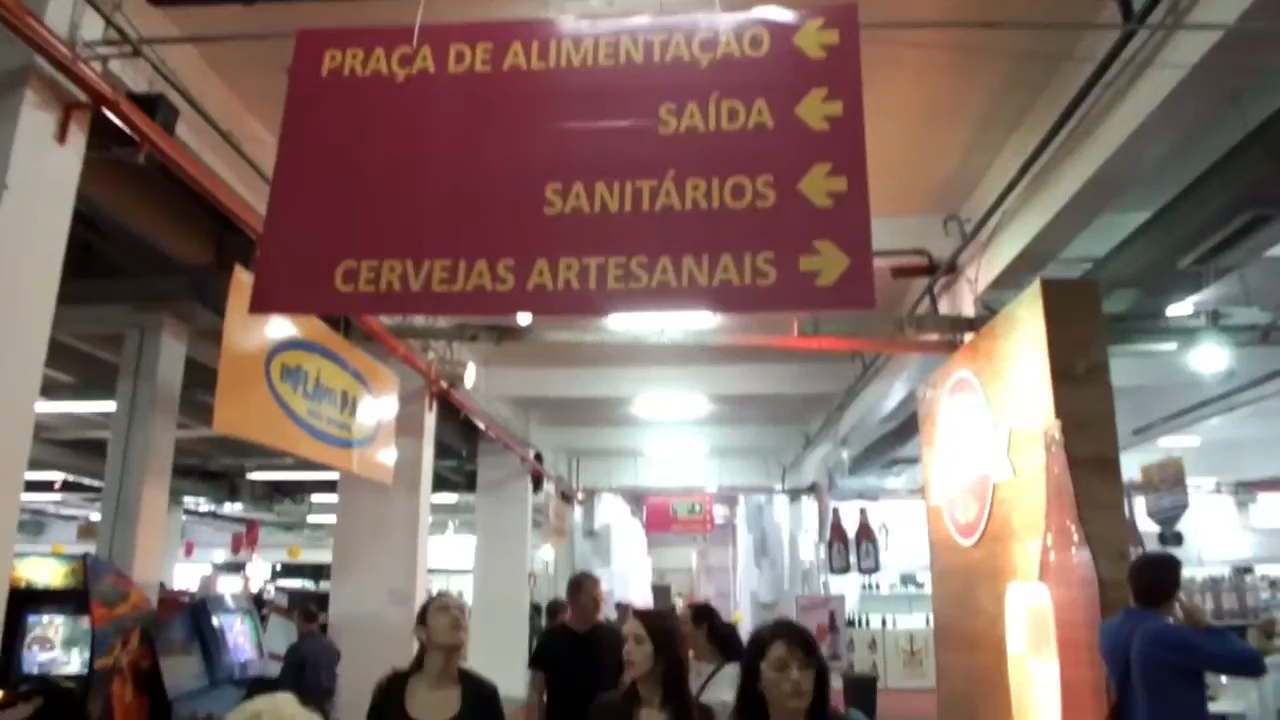 PRAÇA DE ALIMENTAÇÃO
SAÍDA
SANITÁRIOS
CERVEJAS ARTESANAIS